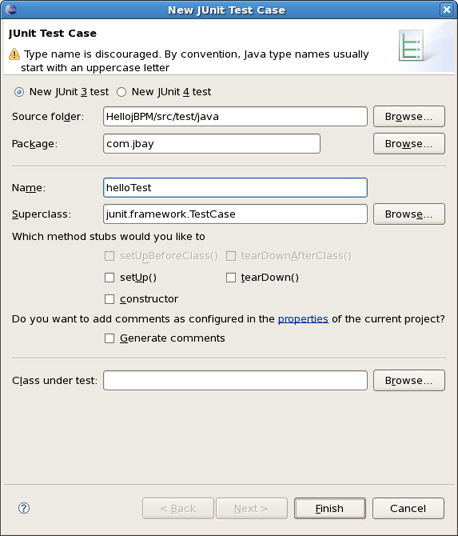 New JUnit Test Case
JUnit Test Case
Type name is discouraged. By convention, Java type names usually
start with an uppercase letter
New JUnit 3 test New JUnit 4 test
Source folder: HellojBPM/src/test/java Browse...
Package: com.jbay Browse...
Name: helloTest
Superclass: junit.framework.TestCase Browse...
Which method stubs would you like to
setUpBeforeClass() tearDownAfterClass()
setUp() tearDown()
constructor
Do you want to add comments as configured in the properties of the current project?
Generate comments
Class under test: Browse...
? < Back Next > Finish Cancel